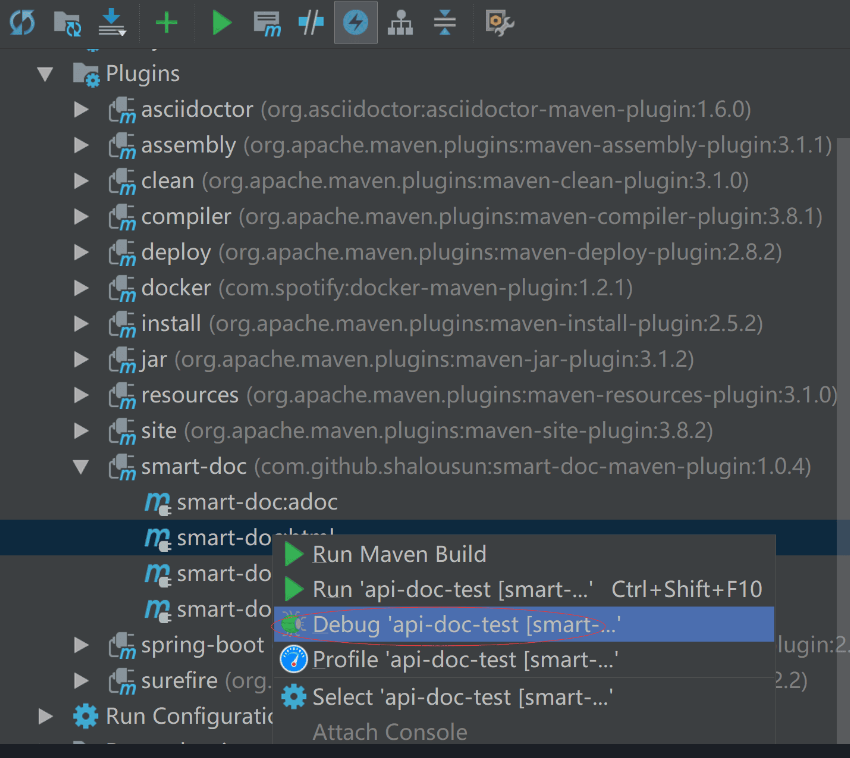 Plugins
asciidoctor (org.asciidoctor:asciidoctor-maven-plugin:1.6.0)
assembly (org.apache.maven.plugins:maven-assembly-plugin:3.1.1)
clean (org.apache.maven.plugins:maven-clean-plugin:3.1.0)
compiler (org.apache.maven.plugins:maven-compiler-plugin:3.8.1)
deploy (org.apache.maven.plugins:maven-deploy-plugin:2.8.2)
docker (com.spotify:docker-maven-plugin:1.2.1)
install (org.apache.maven.plugins:maven-install-plugin:2.5.2)
jar (org.apache.maven.plugins:maven-jar-plugin:3.1.2)
resources (org.apache.maven.plugins:maven-resources-plugin:3.1.0)
site (org.apache.maven.plugins:maven-site-plugin:3.8.2)
smart-doc (com.github.shalousun:smart-doc-maven-plugin:1.0.4)
smart-doc:adoc
smart-doc:html
Run Maven Build
smart-do
Run 'api-doc-test [smart-...' Ctrl+Shift+F10
smart-do
Debug 'api-doc-test [smart-...'
spring-boot lugin:2.
Profile 'api-doc-test [smart-...'
surefire (org. 2.2)
Select 'api-doc-test [smart-...'
Run Configuratio
Attach Console